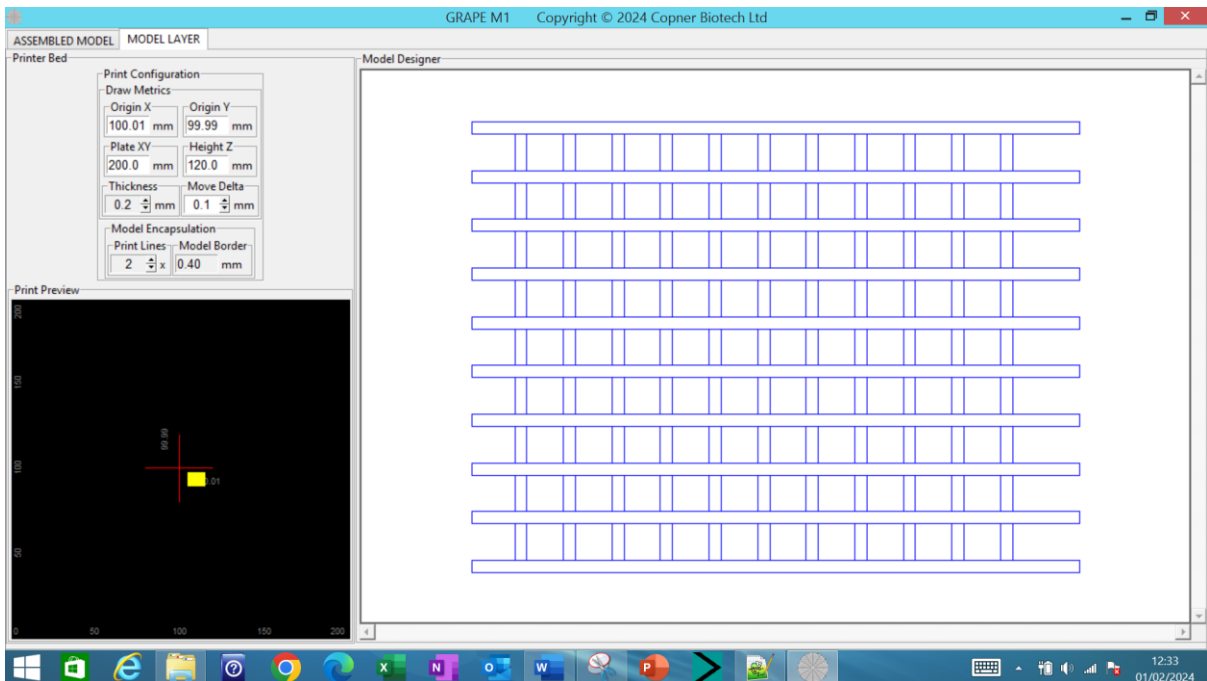 GRAPE M1 Copyright © 2024 Copner Biotech Ltd
ASSEMBLED MODEL MODEL LAYER
Printer Bed
Print Configuration
Draw Metrics
Origin X Origin Y
100.01 mm 99.99 mm
Plate XY Height Z
200.0 mm 120.0 mm
Thickness Move Delta
0.2 mm 0.1 mm
Model Encapsulation
Print Lines Model Border
2 x 0.40 mm
Print Preview
200
150
99.99
100
0.01
50
0 50 100 150 200
Model Designer
12:33
01/02/2024